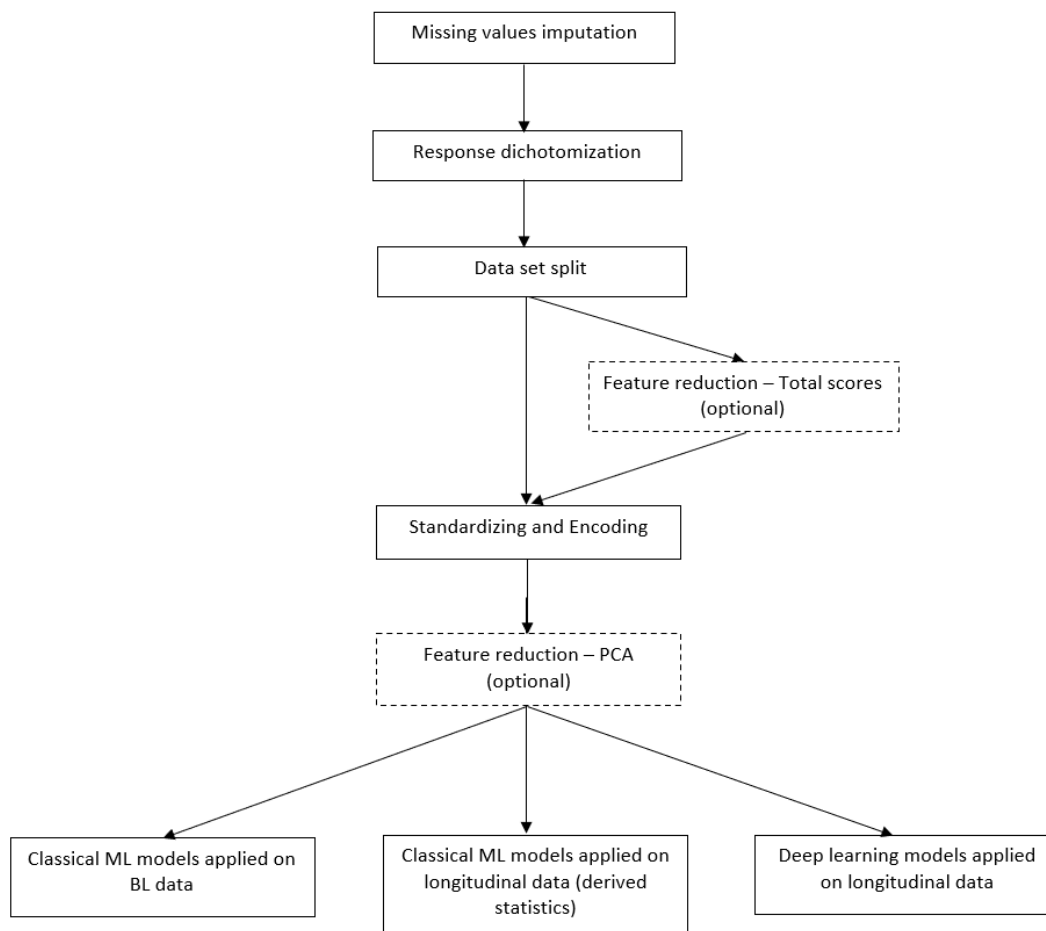 Missing values imputation
Response dichotomization
Data set split
Feature reduction – Total scores
(optional)
Standardizing and Encoding
Feature reduction – PCA
(optional)
Classical ML models applied on
BL data
Classical ML models applied on
longitudinal data (derived
statistics)
Deep learning models applied
on longitudinal data